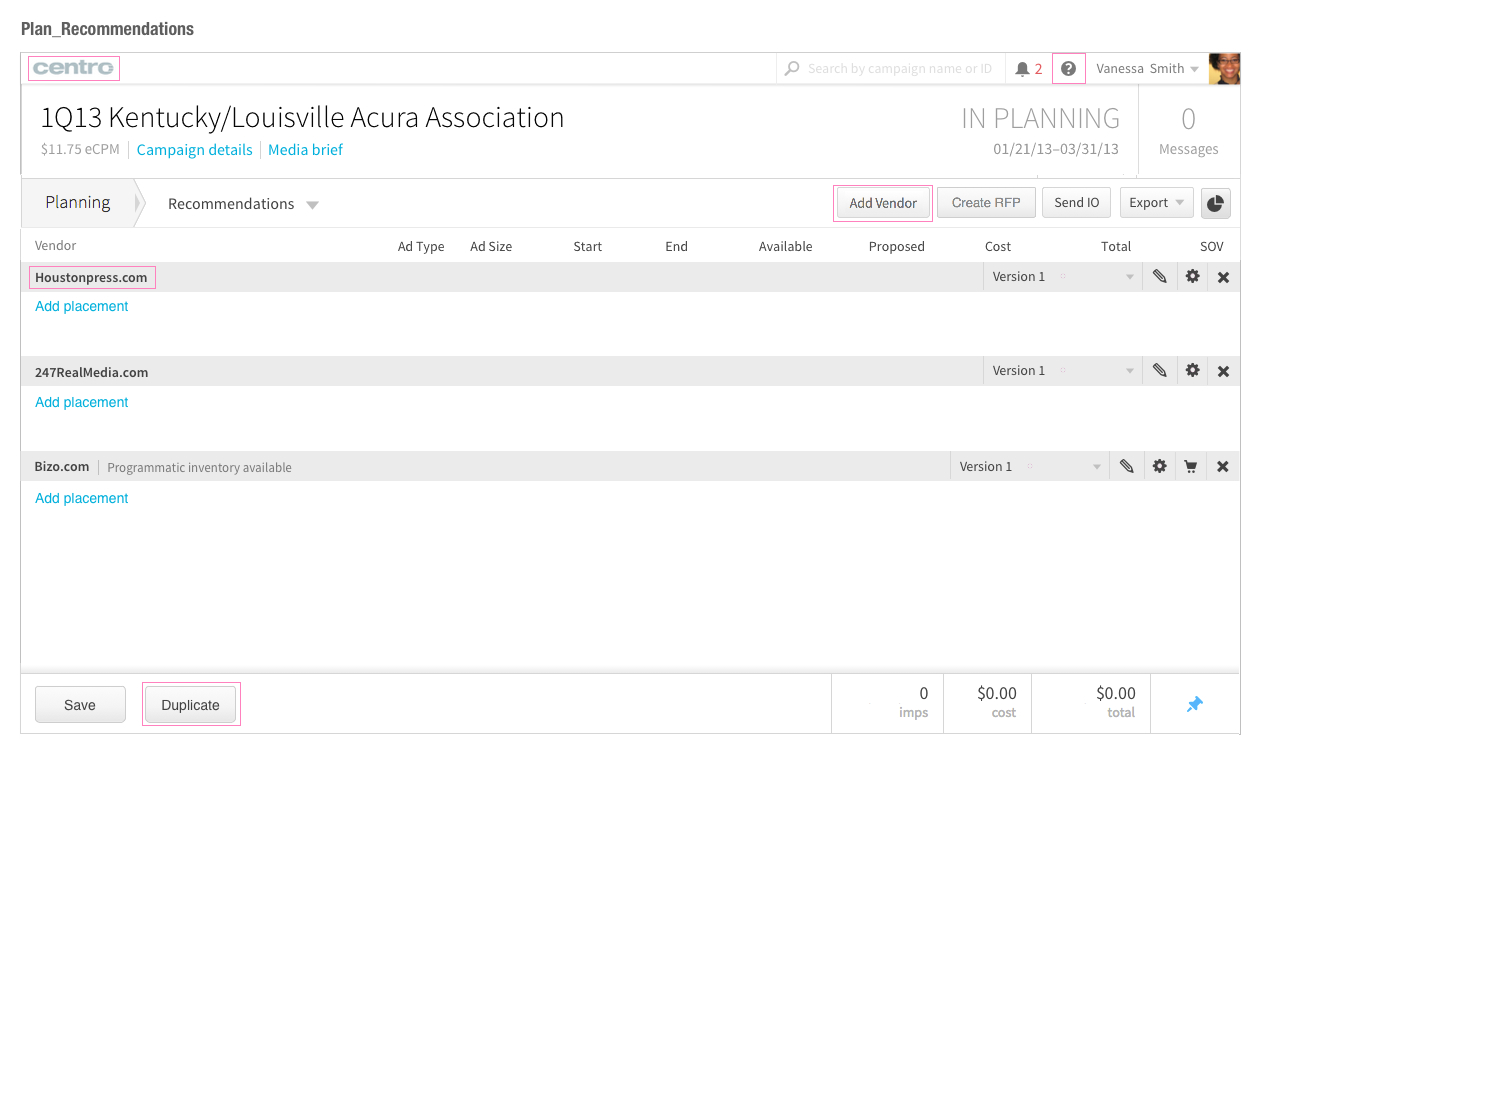 Plan_Recommendations
centro
Search by campaign name or ID
2
?
Vanessa Smith
1Q13 Kentucky/Louisville Acura Association
IN PLANNING
0
$11.75 eCPM
Campaign details
Media brief
01/21/13–03/31/13
Messages
Planning
Recommendations
Add Vendor
Create RFP
Send IO
Export
Vendor
Ad Type
Ad Size
Start
End
Available
Proposed
Cost
Total
SOV
Houstonpress.com
Version 1
Add placement
247RealMedia.com
Version 1
Add placement
Bizo.com
Programmatic inventory available
Version 1
Add placement
Save
Duplicate
0
imps
$0.00
cost
$0.00
total